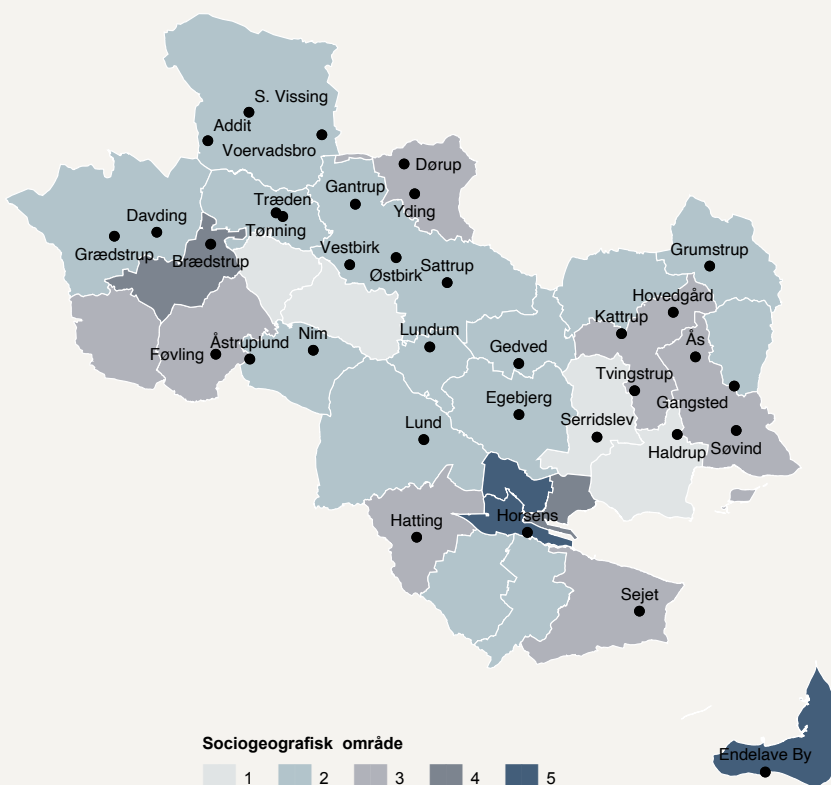 S. Vissing
Addit
Voervadsbro
Dørup
Gantrup
Træden
Yding
Davding
Tønning
Grædstrup
Brædstrup
Vestbirk
Østbirk
Sattrup
Grumstrup
Hovedgård
Kattrup
Åstruplund
Nim
Lundum
Føvling
Gedved
Ås
Tvingstrup
Egebjerg
Gangsted
Serridslev
Lund
Haldrup
Søvind
Hatting
Horsens
Sejet
Endelave By
Sociogeografisk område
1 2 3 4 5